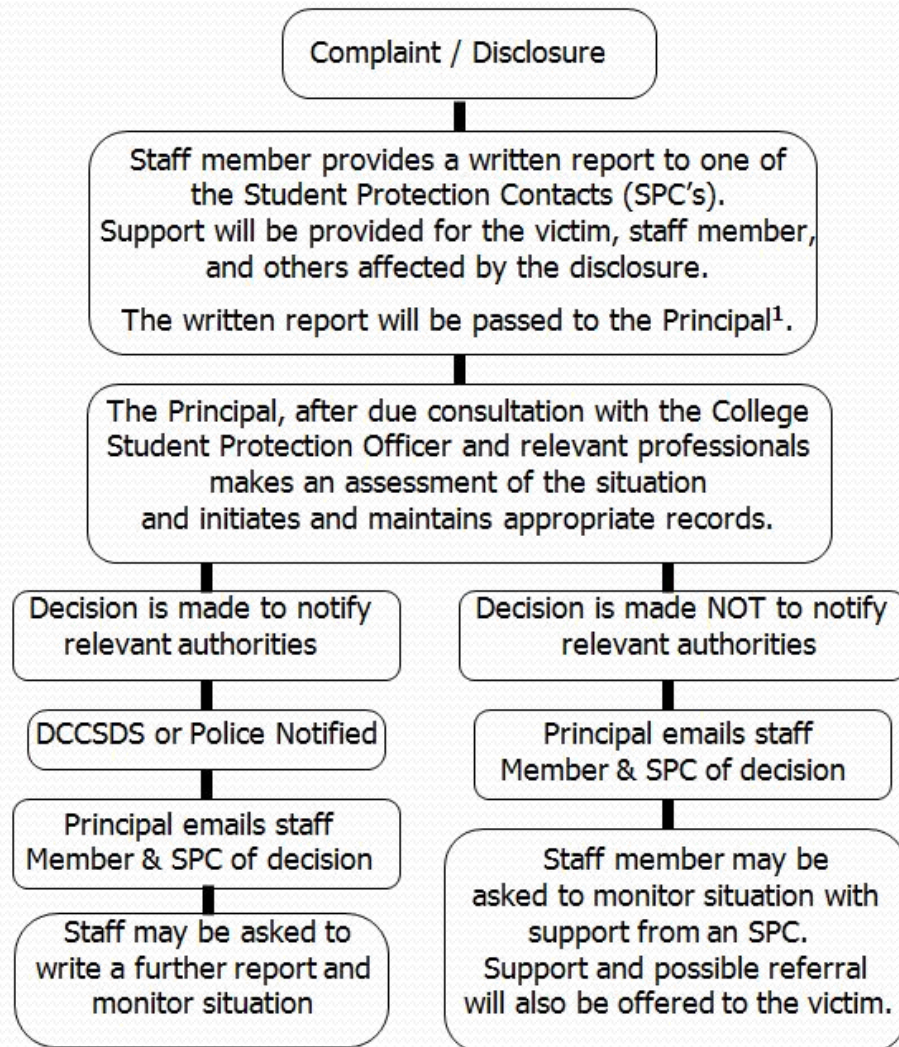 Complaint / Disclosure
Staff member provides a written report to one of
the Student Protection Contacts (SPC's).
Support will be provided for the victim, staff member,
and others affected by the disclosure.
The written report will be passed to the Principal¹.
The Principal, after due consultation with the College
Student Protection Officer and relevant professionals
makes an assessment of the situation
and initiates and maintains appropriate records.
Decision is made to notify
relevant authorities
DCCSDS or Police Notified
Principal emails staff
Member & SPC of decision
Staff may be asked to
write a further report and
monitor situation
Decision is made NOT to notify
relevant authorities
Principal emails staff
Member & SPC of decision
Staff member may be
asked to monitor situation with
support from an SPC.
Support and possible referral
will also be offered to the victim.